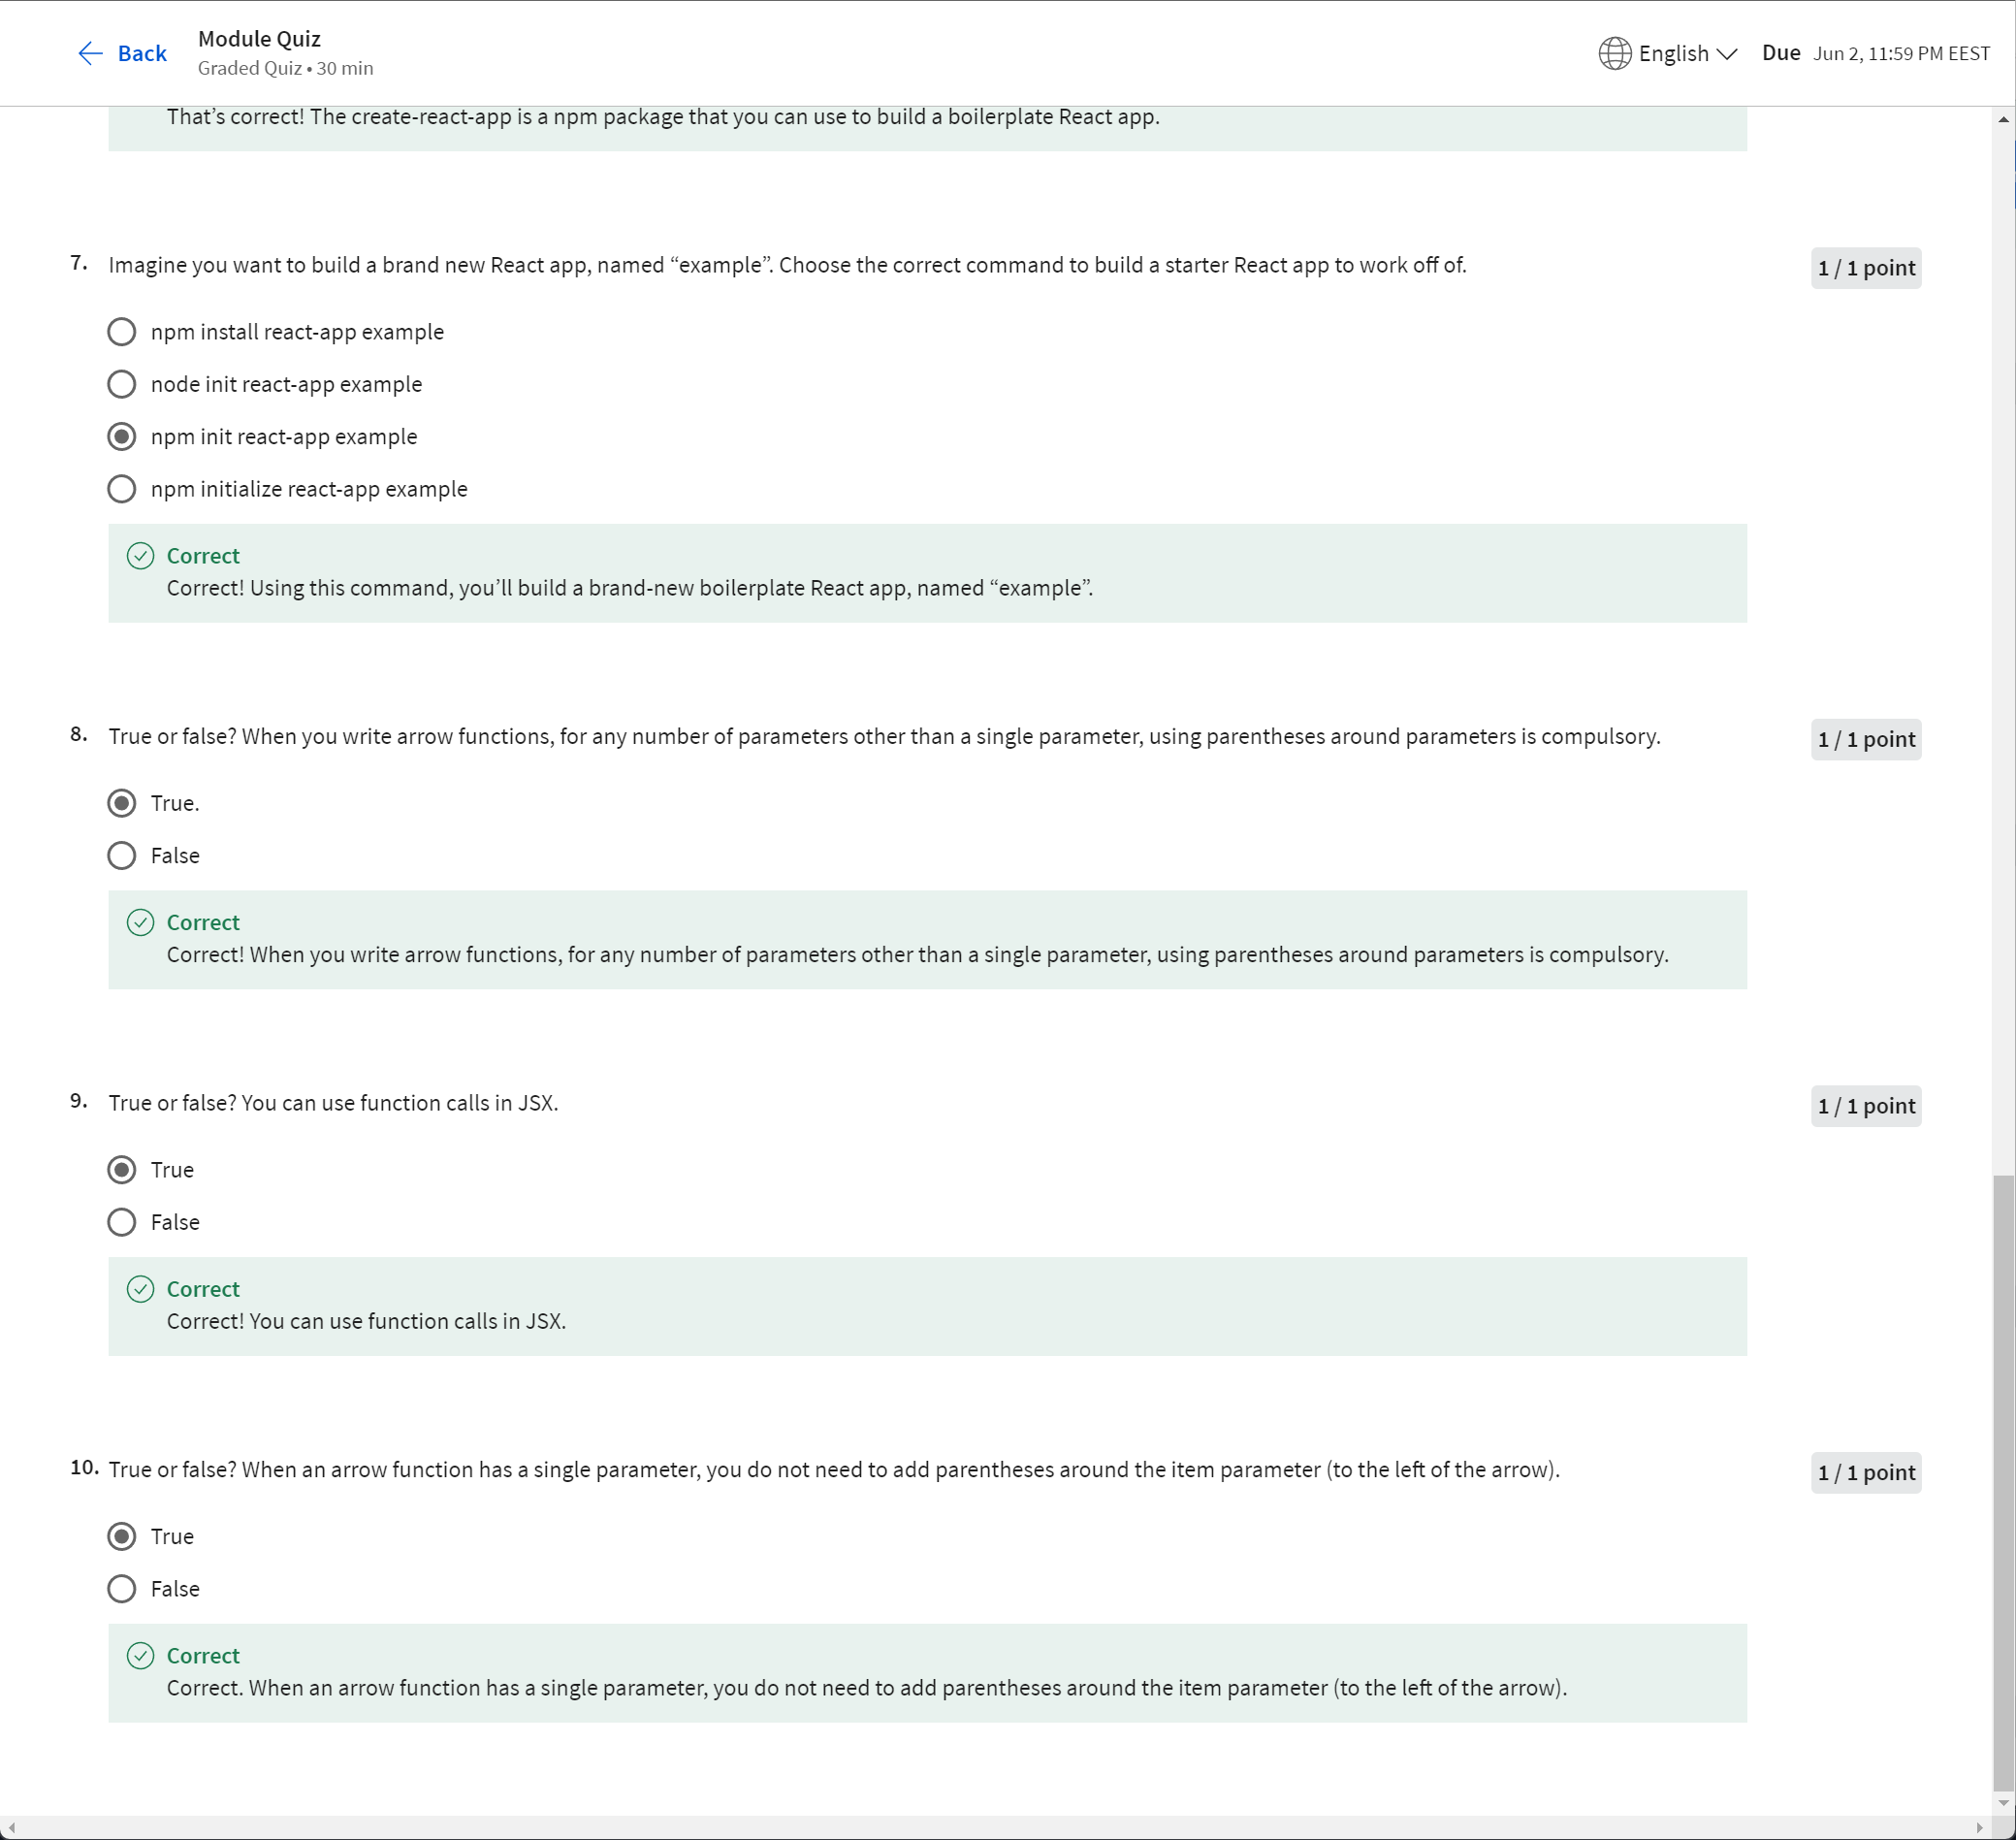 Back
Module Quiz
Graded Quiz • 30 min
English
Due Jun 2, 11:59 PM EEST
That’s correct! The create-react-app is a npm package that you can use to build a boilerplate React app.
7. Imagine you want to build a brand new React app, named “example”. Choose the correct command to build a starter React app to work off of.
1 / 1 point
npm install react-app example
node init react-app example
npm init react-app example
npm initialize react-app example
Correct
Correct! Using this command, you’ll build a brand-new boilerplate React app, named “example”.
8. True or false? When you write arrow functions, for any number of parameters other than a single parameter, using parentheses around parameters is compulsory.
1 / 1 point
True.
False
Correct
Correct! When you write arrow functions, for any number of parameters other than a single parameter, using parentheses around parameters is compulsory.
9. True or false? You can use function calls in JSX.
1 / 1 point
True
False
Correct
Correct! You can use function calls in JSX.
10. True or false? When an arrow function has a single parameter, you do not need to add parentheses around the item parameter (to the left of the arrow).
1 / 1 point
True
False
Correct
Correct. When an arrow function has a single parameter, you do not need to add parentheses around the item parameter (to the left of the arrow).